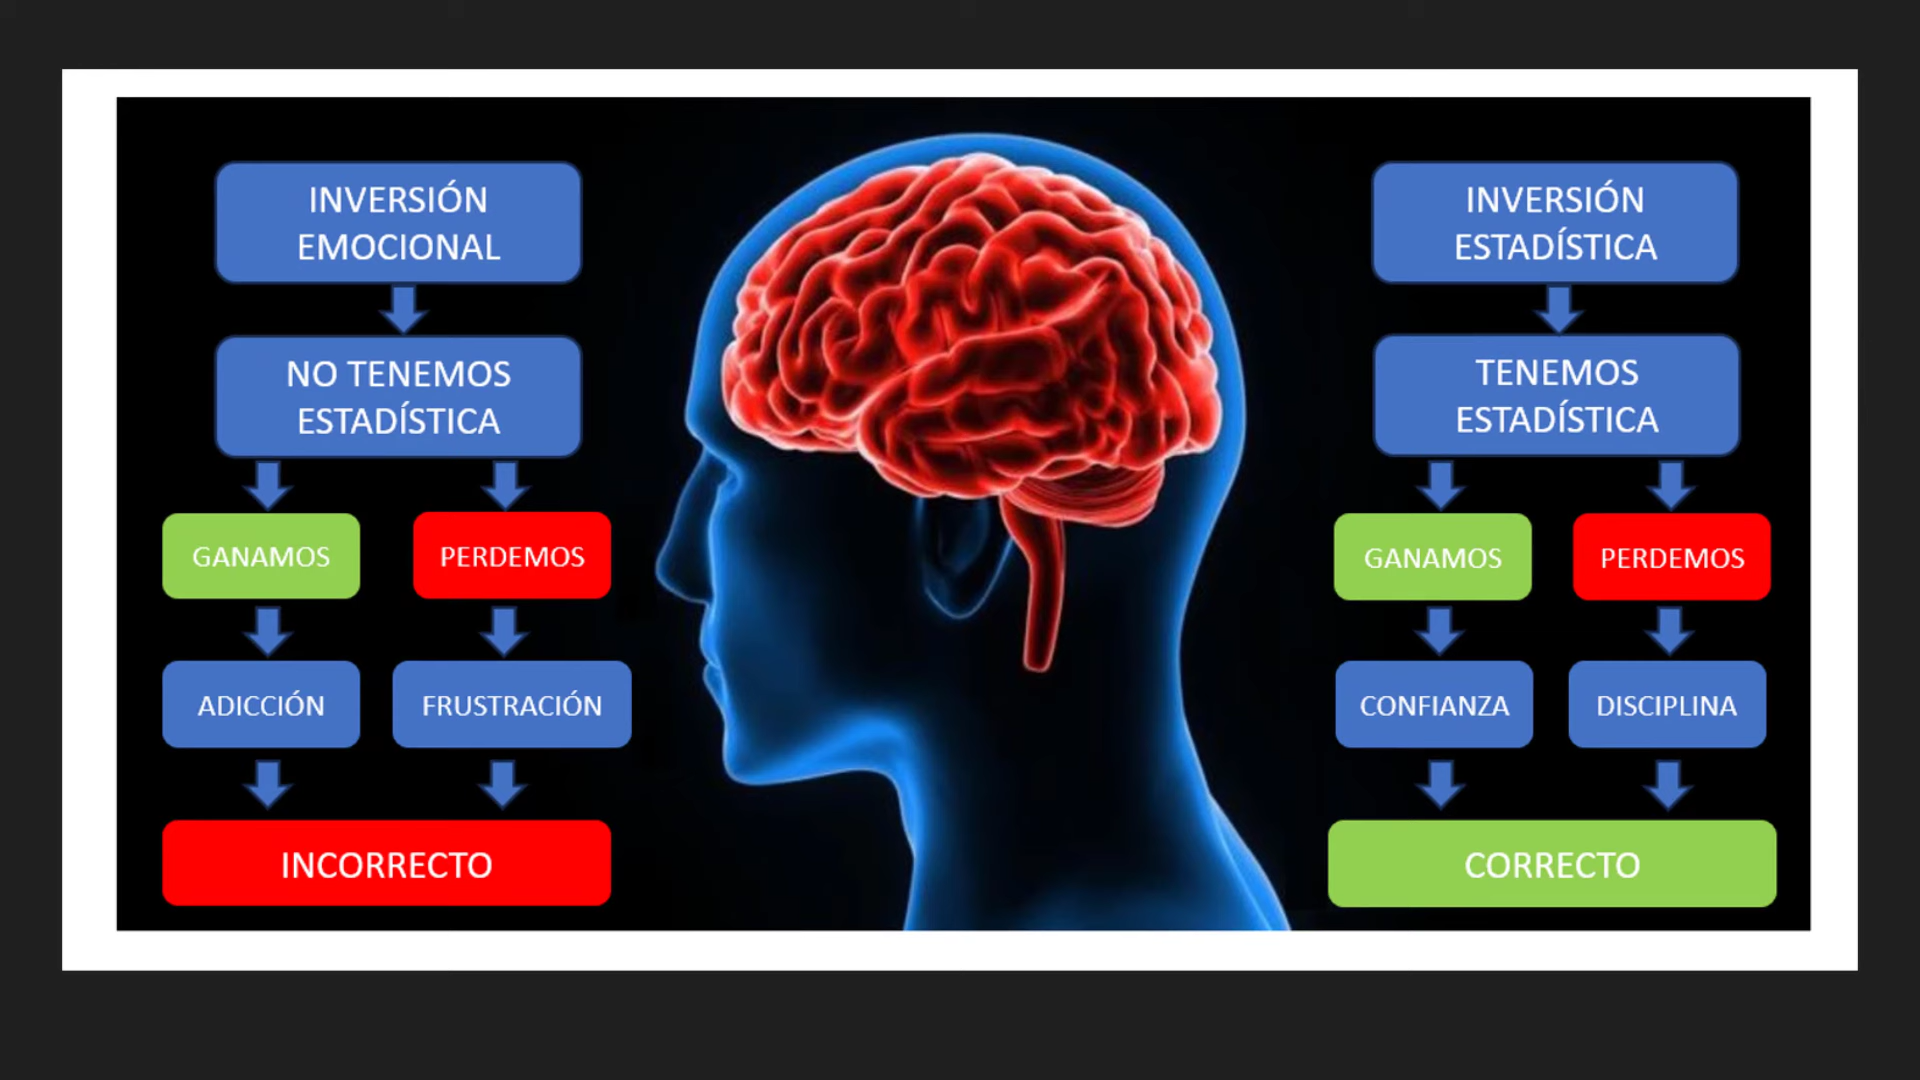 INVERSIÓN
EMOCIONAL
NO TENEMOS
ESTADÍSTICA
GANAMOS
PERDEMOS
ADICCIÓN
FRUSTRACIÓN
INCORRECTO
INVERSIÓN
ESTADÍSTICA
TENEMOS
ESTADÍSTICA
GANAMOS
PERDEMOS
CONFIANZA
DISCIPLINA
CORRECTO